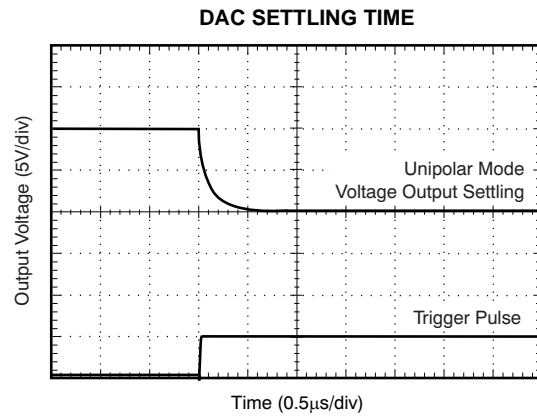 DAC SETTLING TIME
Output Voltage (5V/div)
Unipolar Mode
Voltage Output Settling
Trigger Pulse
Time (0.5µs/div)